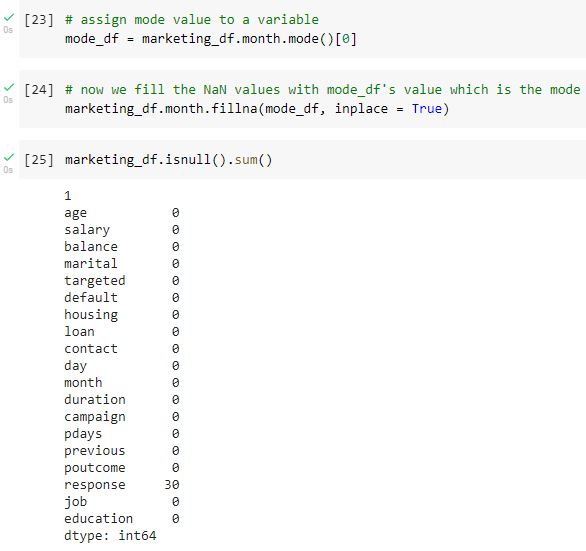 [23] # assign mode value to a variable
0s mode_df = marketing_df.month.mode()[0]
[24] # now we fill the NaN values with mode_df's value which is the mode
0s marketing_df.month.fillna(mode_df, inplace = True)
[25] marketing_df.isnull().sum()
0s
1
age 0
salary 0
balance 0
marital 0
targeted 0
default 0
housing 0
loan 0
contact 0
day 0
month 0
duration 0
campaign 0
pdays 0
previous 0
poutcome 0
response 30
job 0
education 0
dtype: int64